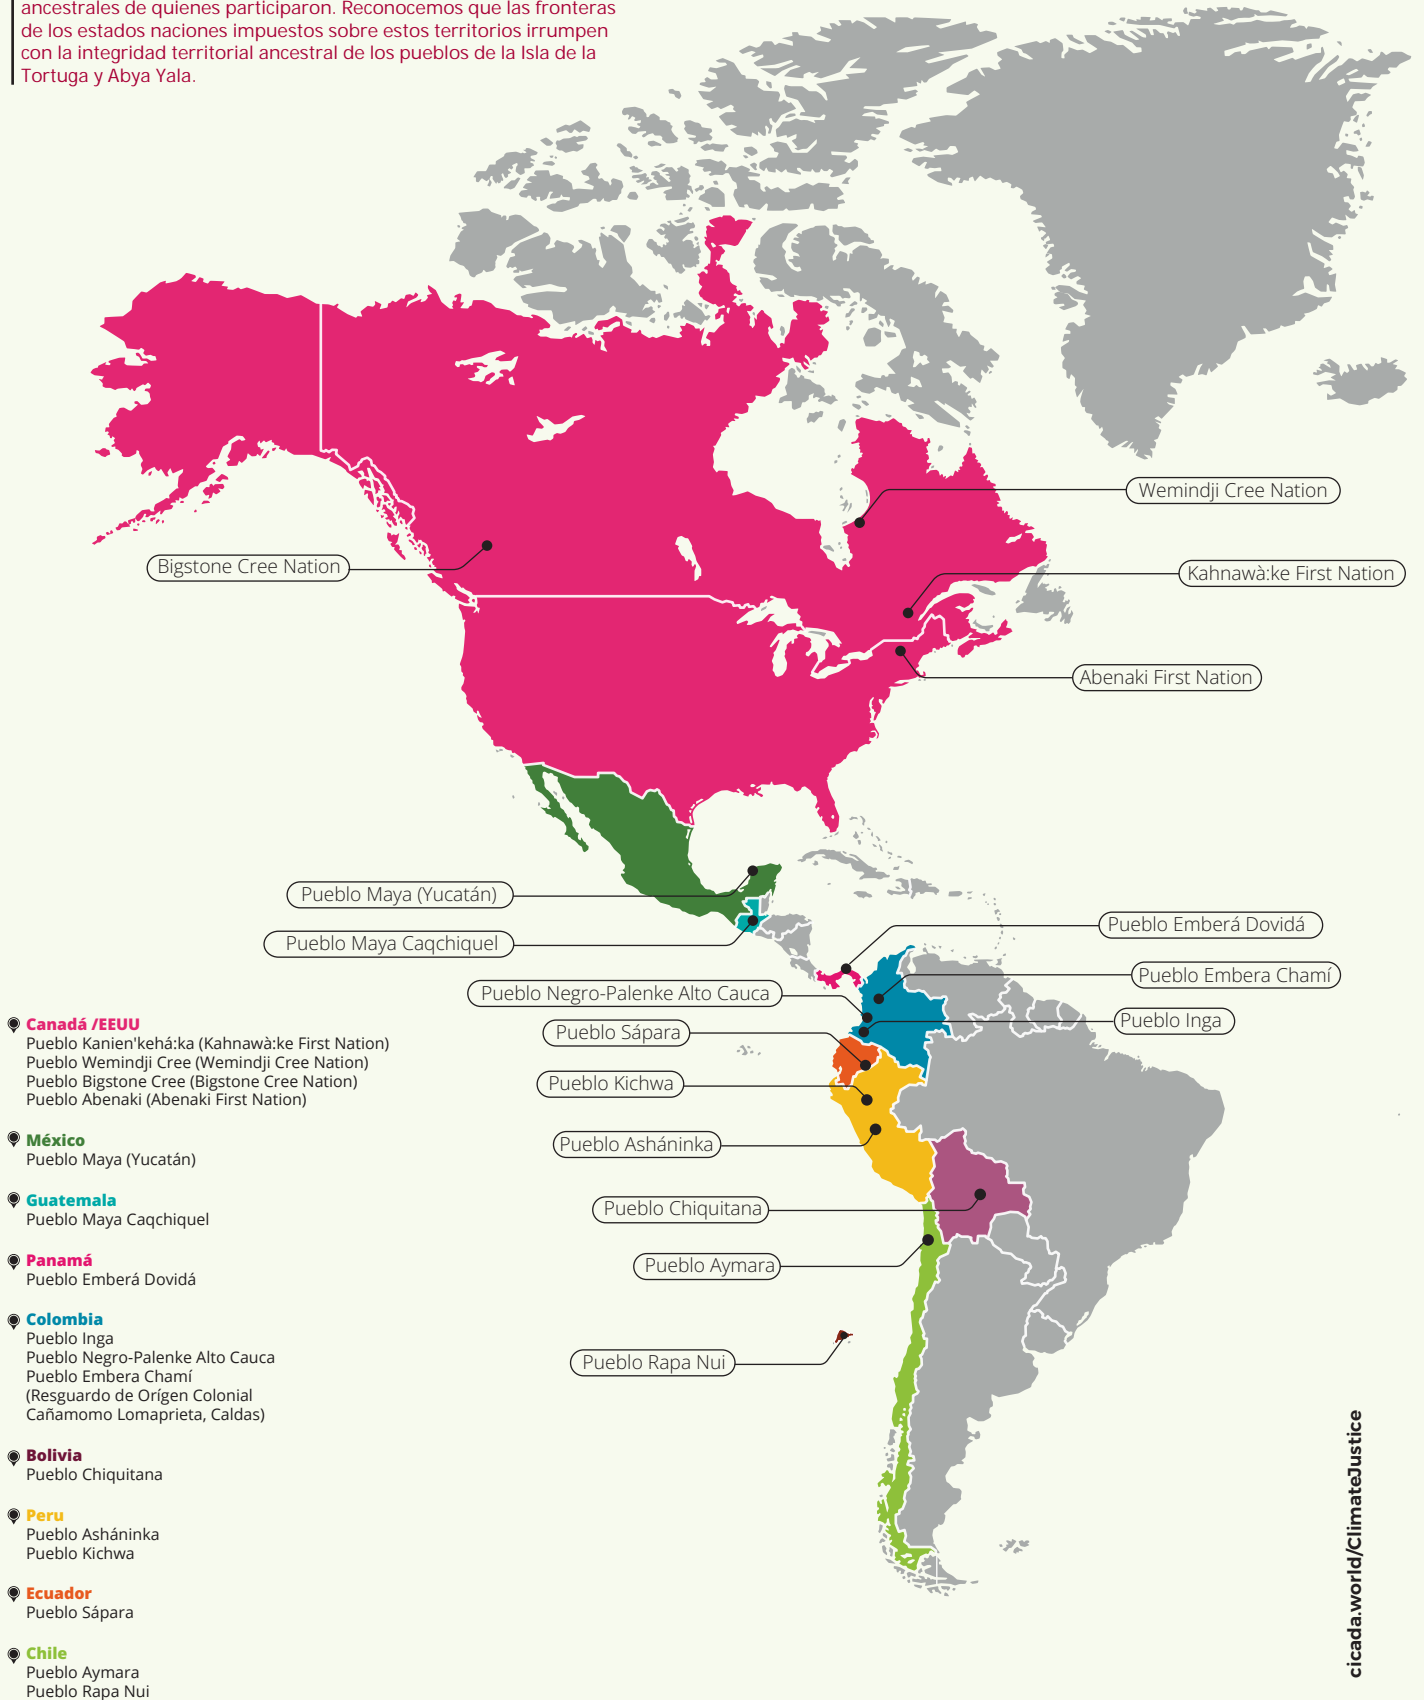 ancestrales de quienes participaron. Reconocemos que las fronteras
de los estados naciones impuestos sobre estos territorios irrumpen
con la integridad territorial ancestral de los pueblos de la Isla de la
Tortuga y Abya Yala.
Wemindji Cree Nation
Bigstone Cree Nation
Kahnawà:ke First Nation
Abenaki First Nation
Pueblo Maya (Yucatán)
Pueblo Maya Caqchiquel
Pueblo Emberá Dovidá
Pueblo Embera Chamí
Pueblo Negro-Palenke Alto Cauca
Pueblo Inga
Pueblo Sápara
Pueblo Kichwa
Pueblo Asháninka
Pueblo Chiquitana
Pueblo Aymara
Pueblo Rapa Nui
Canadá /EEUU
Pueblo Kanien'kehá:ka (Kahnawà:ke First Nation)
Pueblo Wemindji Cree (Wemindji Cree Nation)
Pueblo Bigstone Cree (Bigstone Cree Nation)
Pueblo Abenaki (Abenaki First Nation)
México
Pueblo Maya (Yucatán)
Guatemala
Pueblo Maya Caqchiquel
Panamá
Pueblo Emberá Dovidá
Colombia
Pueblo Inga
Pueblo Negro-Palenke Alto Cauca
Pueblo Embera Chamí
(Resguardo de Orígen Colonial
Cañamomo Lomaprieta, Caldas)
Bolivia
Pueblo Chiquitana
Peru
Pueblo Asháninka
Pueblo Kichwa
Ecuador
Pueblo Sápara
Chile
Pueblo Aymara
Pueblo Rapa Nui
cicada.world/ClimateJustice